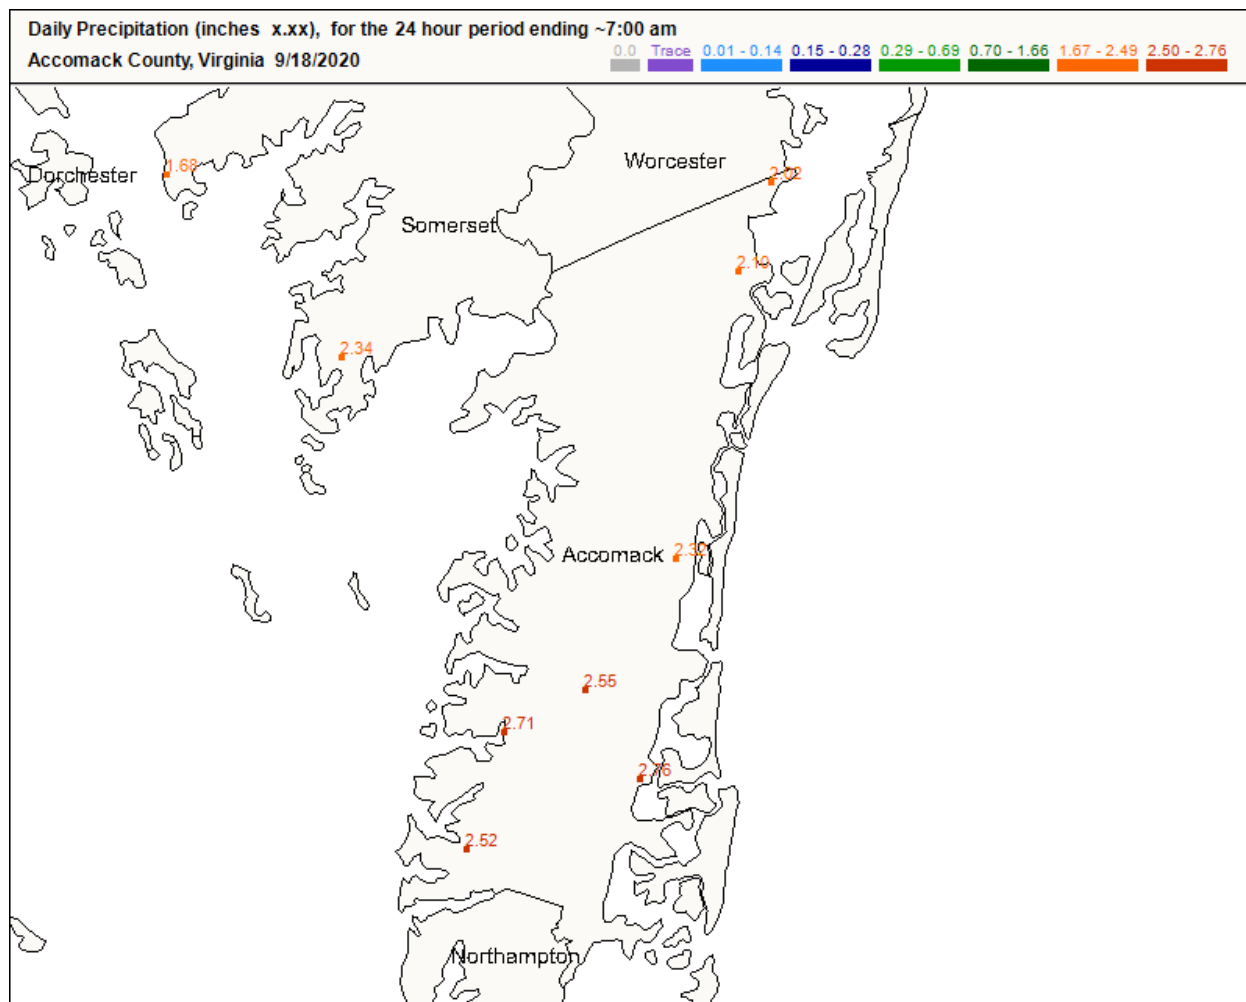 Daily Precipitation (inches x.xx), for the 24 hour period ending ~7:00 am
Accomack County, Virginia 9/18/2020
0.0 Trace 0.01 - 0.14 0.15 - 0.28 0.29 - 0.69 0.70 - 1.66 1.67 - 2.49 2.50 - 2.76
Worcester
1.68
Dorchester
2.02
Somerset
2.10
2.34
Accomack
2.32
2.55
2.71
2.76
2.52
Northampton